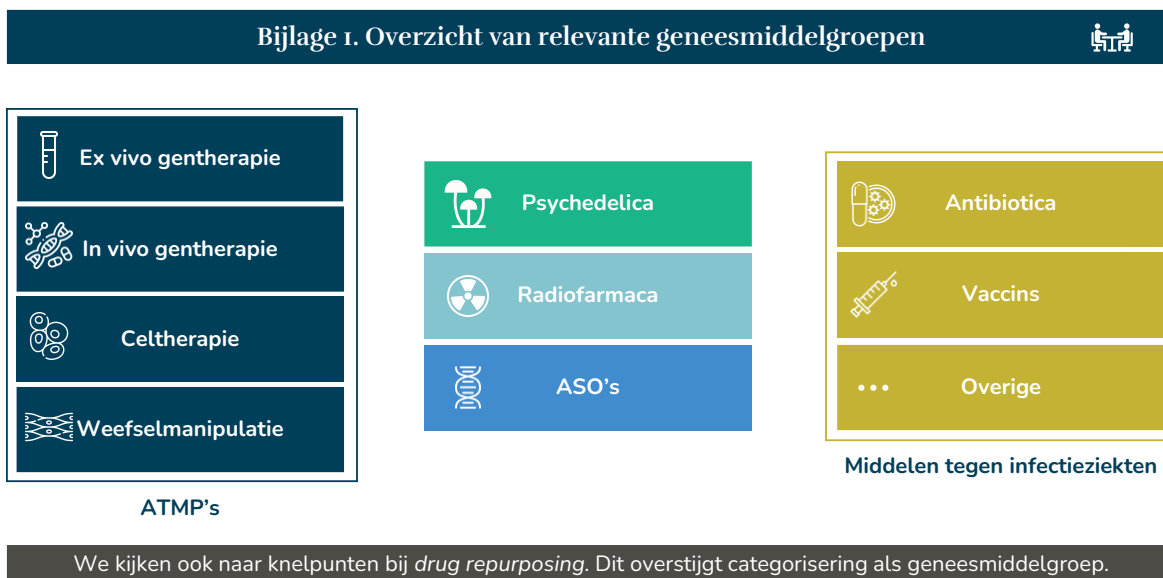 Bijlage 1. Overzicht van relevante geneesmiddelgroepen
Ex vivo gentherapie
In vivo gentherapie
Celtherapie
Weefselmanipulatie
ATMP’s
Psychedelica
Radiofarmaca
ASO’s
Antibiotica
Vaccins
Overige
Middelen tegen infectieziekten
We kijken ook naar knelpunten bij drug repurposing. Dit overstijgt categorisering als geneesmiddelgroep.